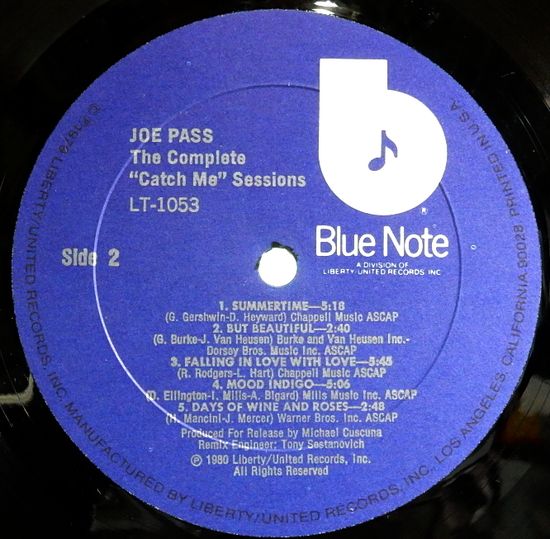 JOE PASS
The Complete
"Catch Me" Sessions
LT-1053
Side 2
®
Blue Note
A DIVISION OF
LIBERTY/UNITED RECORDS, INC.
1. SUMMERTIME—5:18
(G. Gershwin-D. Heyward) Chappell Music ASCAP
2. BUT BEAUTIFUL—2:40
(G. Burke-J. Van Heusen) Burke and Van Heusen Inc.-
Dorsey Bros. Music Inc. ASCAP
3. FALLING IN LOVE WITH LOVE—5:45
(R. Rodgers-L. Hart) Chappell Music ASCAP
4. MOOD INDIGO—5:06
(D. Ellington-I. Mills-A. Bigard) Mills Music Inc. ASCAP
5. DAYS OF WINE AND ROSES—2:48
(H. Mancini-J. Mercer) Warner Bros. Inc. ASCAP
Produced For Release by Michael Cuscuna
Remix Engineer: Tony Sestanovich
℗ 1980 Liberty/United Records, Inc.
All Rights Reserved
1979 LIBERTY/UNITED RECORDS, INC. MANUFACTURED BY LIBERTY/UNITED RECORDS, INC., LOS ANGELES, CALIFORNIA 90028 PRINTED IN U.S.A.